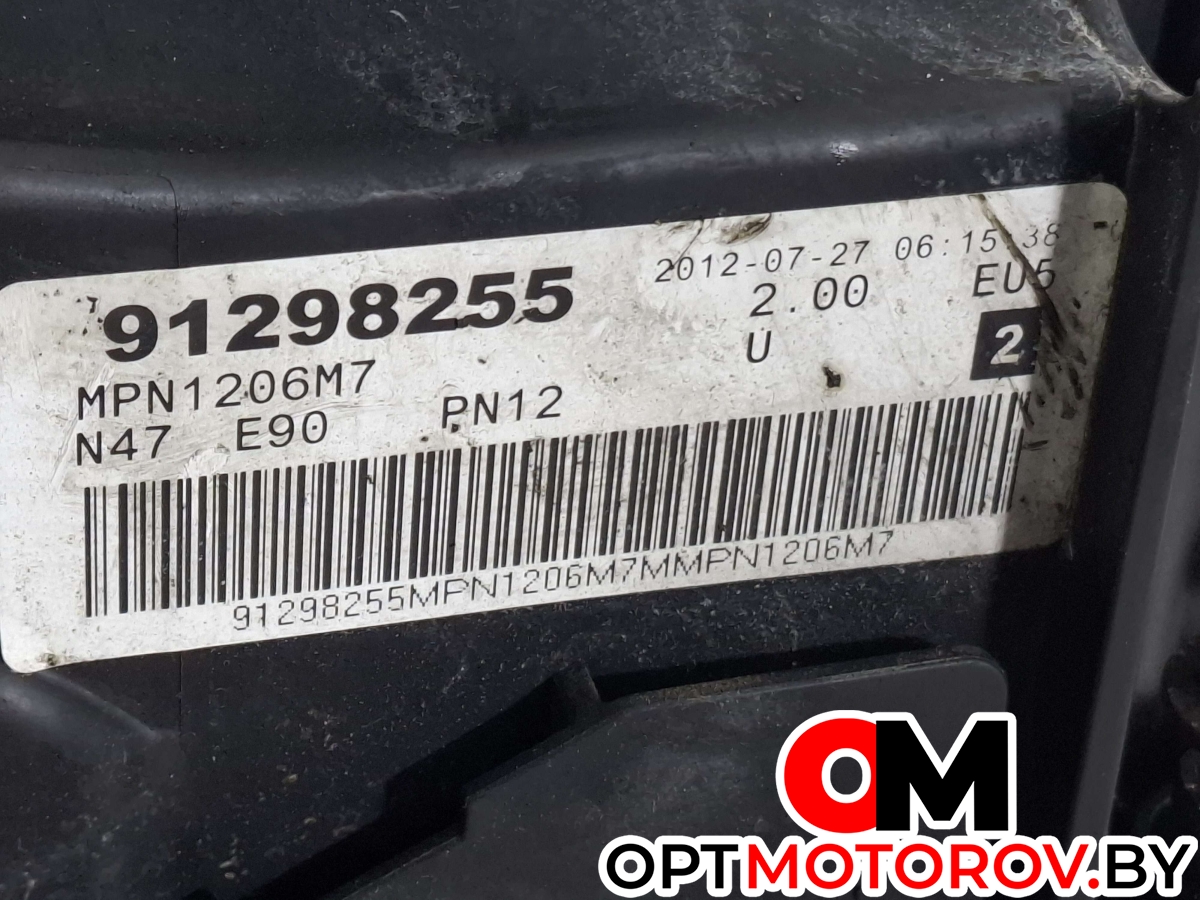 91298255
2012-07-27 06:15:38
2.00
EU5
U
2
MPN1206M7
N47 E90 PN12
91298255MPN1206M7MMPN1206M7
OM
OPTMOTOROV.BY